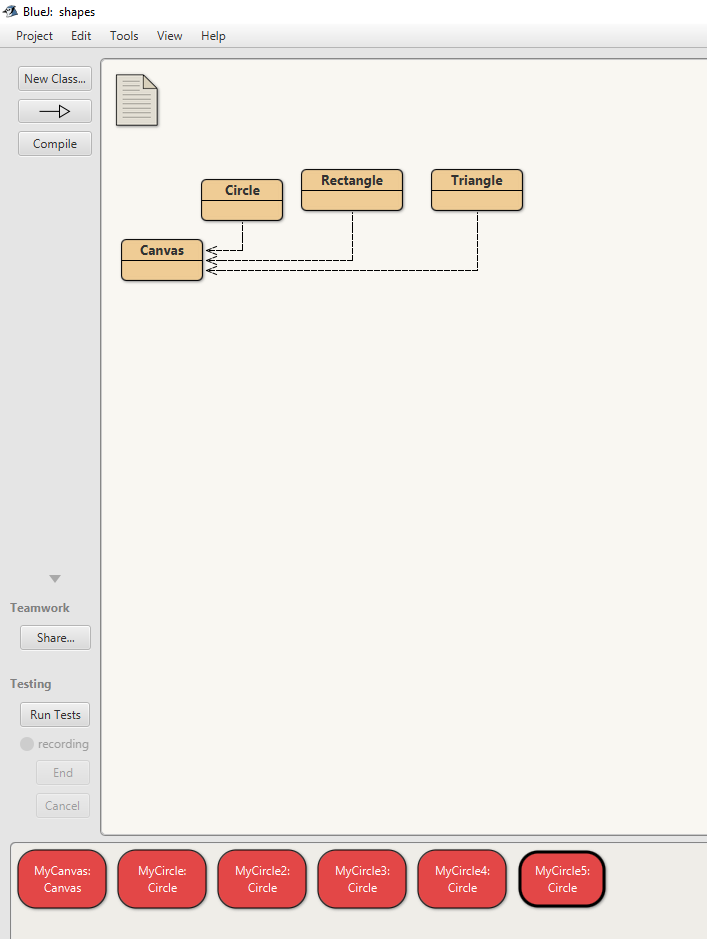 BlueJ: shapes
Project Edit Tools View Help
New Class...
Compile
Circle
Rectangle
Triangle
Canvas
Teamwork
Share...
Testing
Run Tests
recording
End
Cancel
MyCanvas:
Canvas
MyCircle:
Circle
MyCircle2:
Circle
MyCircle3:
Circle
MyCircle4:
Circle
MyCircle5:
Circle